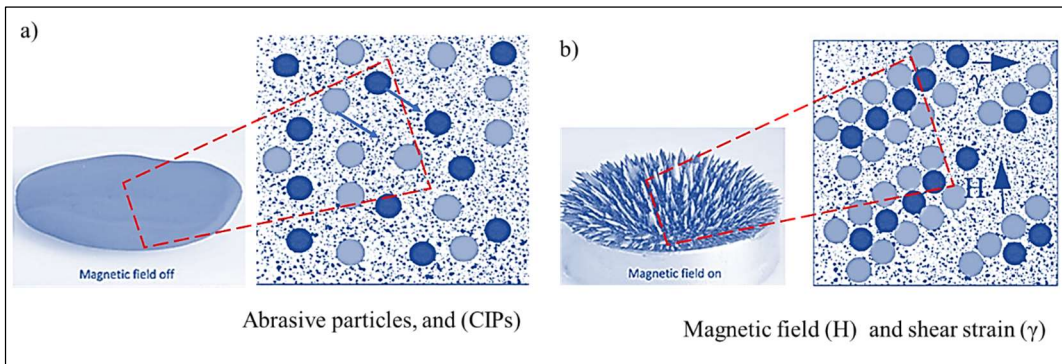 a)
Magnetic field off
Abrasive particles, and (CIPs)
b)
γ
H
Magnetic field on
Magnetic field (H) and shear strain (γ)